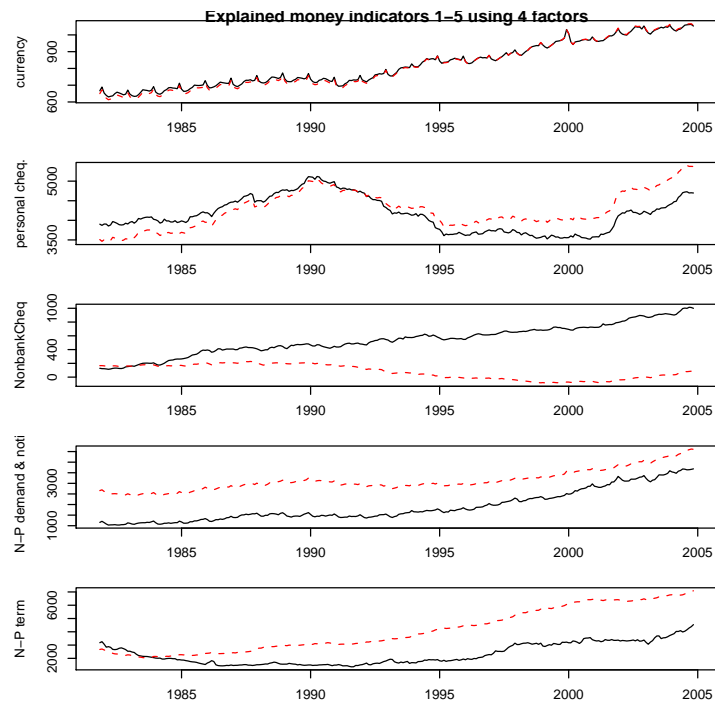 Explained money indicators 1−5 using 4 factors
currency
600 900
1985 1990 1995 2000 2005
personal cheq.
3500 5000
1985 1990 1995 2000 2005
NonbankCheq
0 400 1000
1985 1990 1995 2000 2005
N−P demand & noti
1000 3000
1985 1990 1995 2000 2005
N−P term
2000 6000
1985 1990 1995 2000 2005